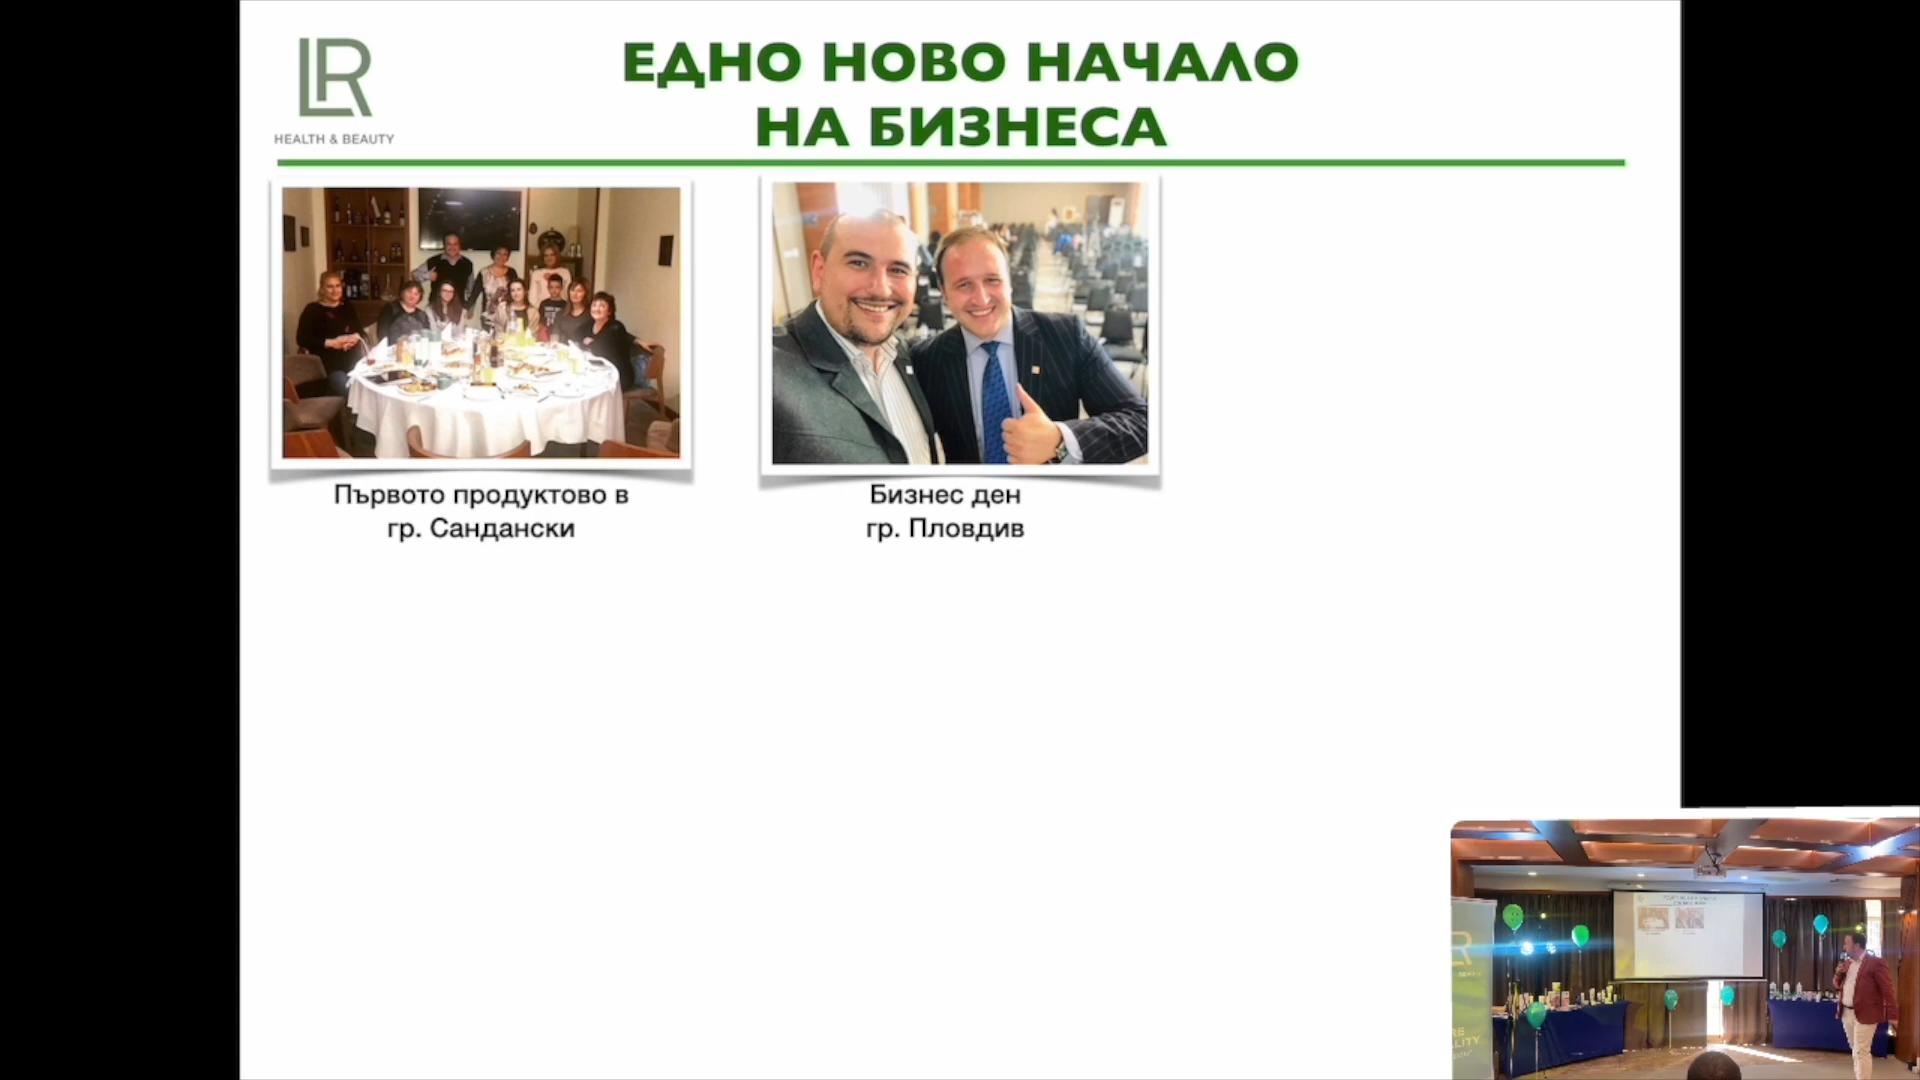 LR
HEALTH & BEAUTY
ЕДНО НОВО НАЧАЛО
НА БИЗНЕСА
Първото продуктово в
гр. Сандански
Бизнес ден
гр. Пловдив